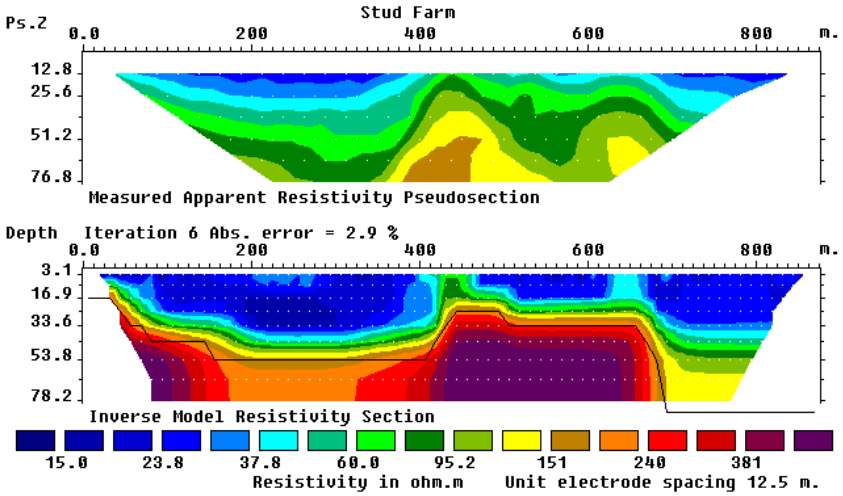 Stud Farm
Ps.Z
0.0 200 400 600 800 m.
12.8
25.6
51.2
76.8
Measured Apparent Resistivity Pseudosection
Depth Iteration 6 Abs. error = 2.9 %
0.0 200 400 600 800 m.
3.1
16.9
33.6
53.8
78.2
Inverse Model Resistivity Section
15.0 23.8 37.8 60.0 95.2 151 240 381
Resistivity in ohm.m Unit electrode spacing 12.5 m.